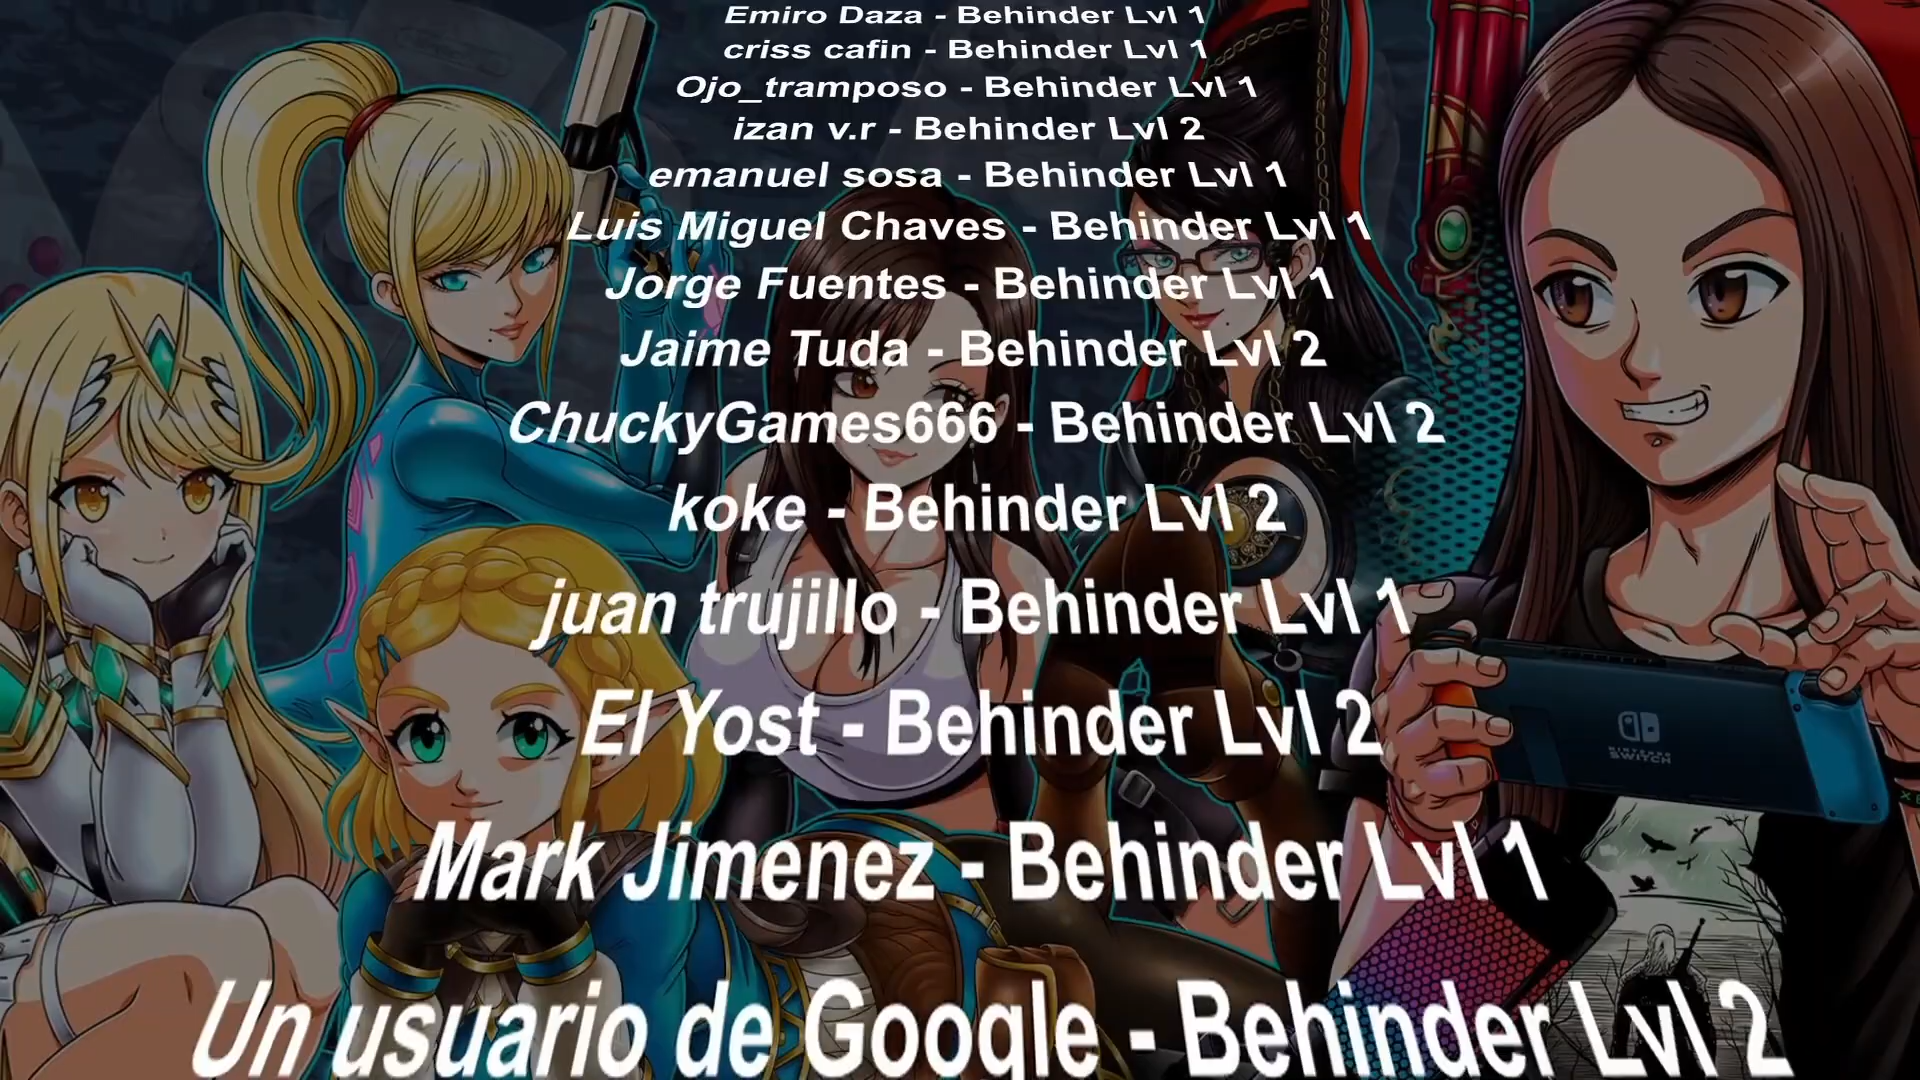 Emiro Daza - Behinder Lvl 1
criss cafin - Behinder Lvl 1
Ojo_tramposo - Behinder Lvl 1
izan v.r - Behinder Lvl 2
emanuel sosa - Behinder Lvl 1
Luis Miguel Chaves - Behinder Lvl 1
Jorge Fuentes - Behinder Lvl 1
Jaime Tuda - Behinder Lvl 2
ChuckyGames666 - Behinder Lvl 2
koke - Behinder Lvl 2
juan trujillo - Behinder Lvl 1
El Yost - Behinder Lvl 2
NINTENDO
SWITCH
Mark Jimenez - Behinder Lvl 1
Un usuario de Google - Behinder Lvl 2